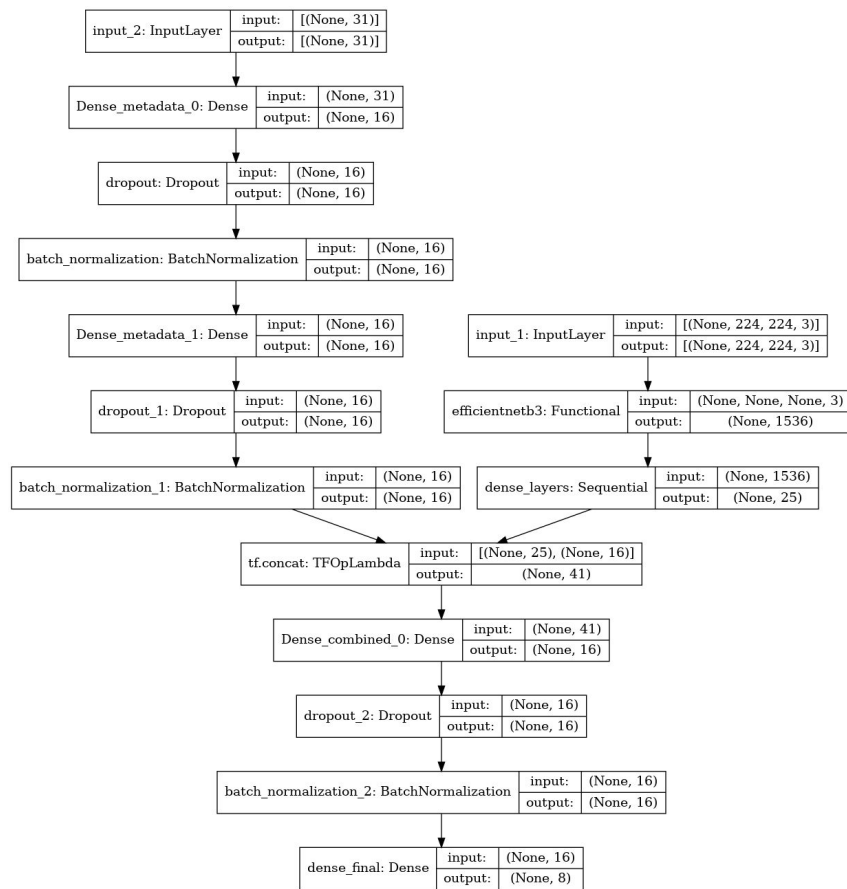 input_2: InputLayer
input: [(None, 31)]
output: [(None, 31)]
Dense_metadata_0: Dense
input: (None, 31)
output: (None, 16)
dropout: Dropout
input: (None, 16)
output: (None, 16)
batch_normalization: BatchNormalization
input: (None, 16)
output: (None, 16)
Dense_metadata_1: Dense
input: (None, 16)
output: (None, 16)
input_1: InputLayer
input: [(None, 224, 224, 3)]
output: [(None, 224, 224, 3)]
dropout_1: Dropout
input: (None, 16)
output: (None, 16)
efficientnetb3: Functional
input: (None, None, None, 3)
output: (None, 1536)
batch_normalization_1: BatchNormalization
input: (None, 16)
output: (None, 16)
dense_layers: Sequential
input: (None, 1536)
output: (None, 25)
tf.concat: TFOpLambda
input: [(None, 25), (None, 16)]
output: (None, 41)
Dense_combined_0: Dense
input: (None, 41)
output: (None, 16)
dropout_2: Dropout
input: (None, 16)
output: (None, 16)
batch_normalization_2: BatchNormalization
input: (None, 16)
output: (None, 16)
dense_final: Dense
input: (None, 16)
output: (None, 8)